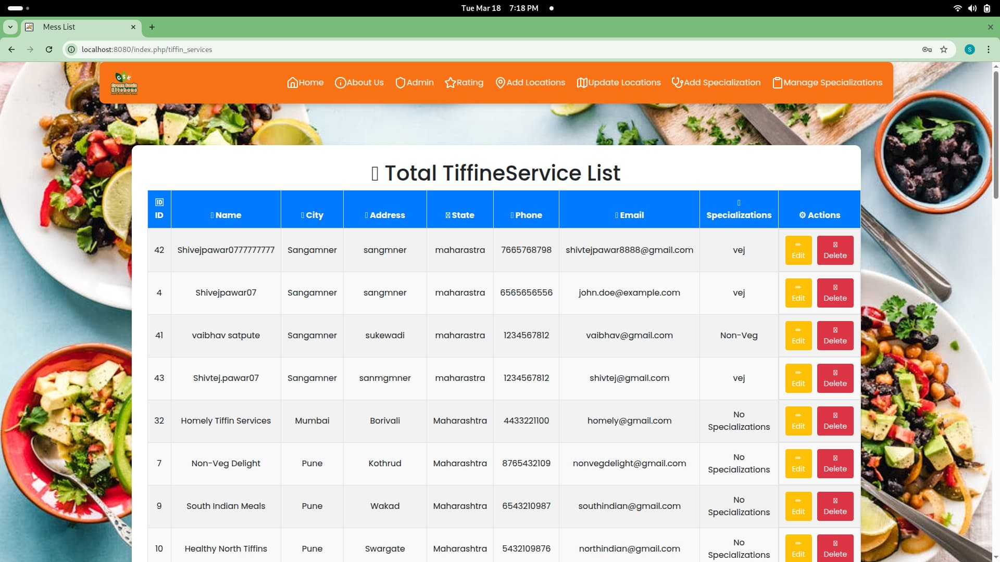 Tue Mar 18 7:18 PM
Mess List
localhost:8080/index.php/tiffin_services
S
GSK
Green Souls
Kitchens
Home About Us Admin Rating Add Locations Update Locations Add Specialization Manage Specializations
Total TiffineService List
ID
ID Name City Address State Phone Email Specializations Actions
42 Shivejpawar0777777777 Sangamner sangmner maharastra 7665768798 shivtejpawar8888@gmail.com vej Edit Delete
4 Shivejpawar07 Sangamner sangmner maharastra 6565656556 john.doe@example.com vej Edit Delete
41 vaibhav satpute Sangamner sukewadi maharastra 1234567812 vaibhav@gmail.com Non-Veg Edit Delete
43 Shivtej.pawar07 Sangamner sanmgmner maharastra 1234567812 shivtej@gmail.com vej Edit Delete
32 Homely Tiffin Services Mumbai Borivali Maharashtra 4433221100 homely@gmail.com No Specializations Edit Delete
7 Non-Veg Delight Pune Kothrud Maharashtra 8765432109 nonvegdelight@gmail.com No Specializations Edit Delete
9 South Indian Meals Pune Wakad Maharashtra 6543210987 southindian@gmail.com No Specializations Edit Delete
10 Healthy North Tiffins Pune Swargate Maharashtra 5432109876 northindian@gmail.com No Specializations Edit Delete